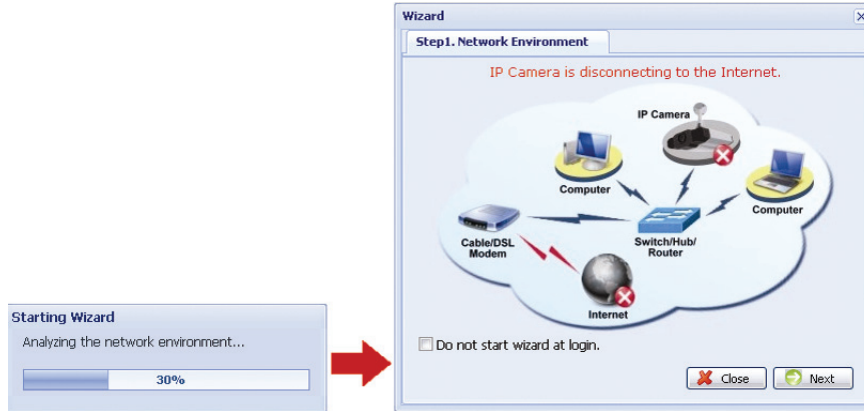 Starting Wizard
Analyzing the network environment...
30%
Wizard
Step1. Network Environment
IP Camera is disconnecting to the Internet.
IP Camera
Computer
Computer
Cable/DSL
Modem
Switch/Hub/
Router
Internet
Do not start wizard at login.
Close
Next